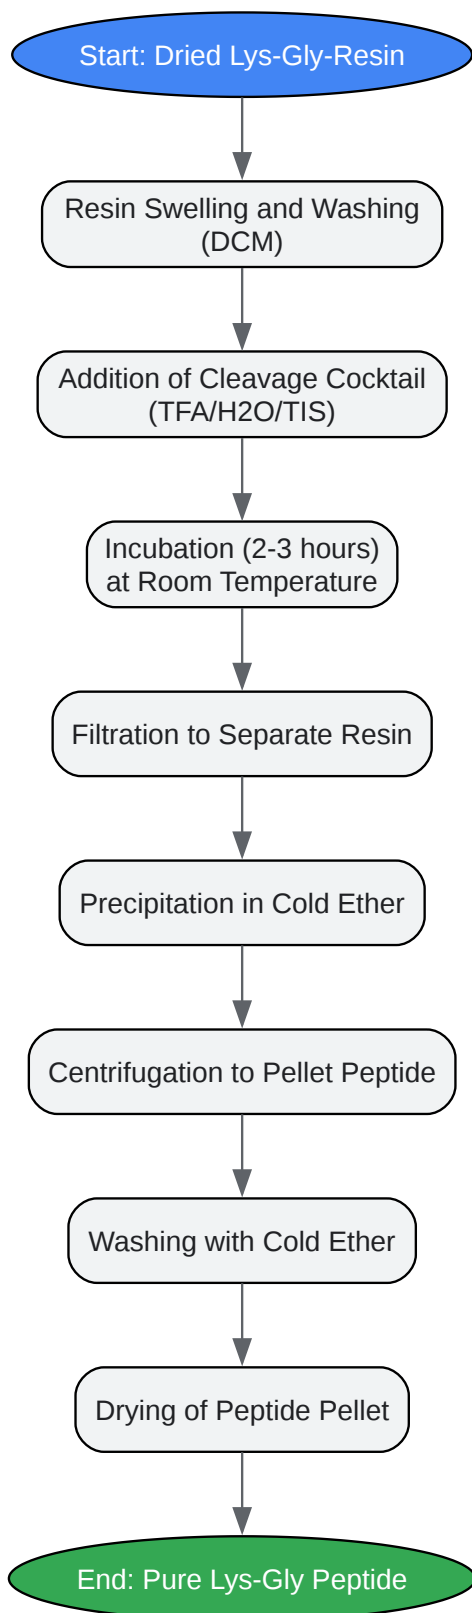 Start: Dried Lys-Gly-Resin
Resin Swelling and Washing
(DCM)
Addition of Cleavage Cocktail
(TFA/H2O/TIS)
Incubation (2-3 hours)
at Room Temperature
Filtration to Separate Resin
Precipitation in Cold Ether
Centrifugation to Pellet Peptide
Washing with Cold Ether
Drying of Peptide Pellet
End: Pure Lys-Gly Peptide